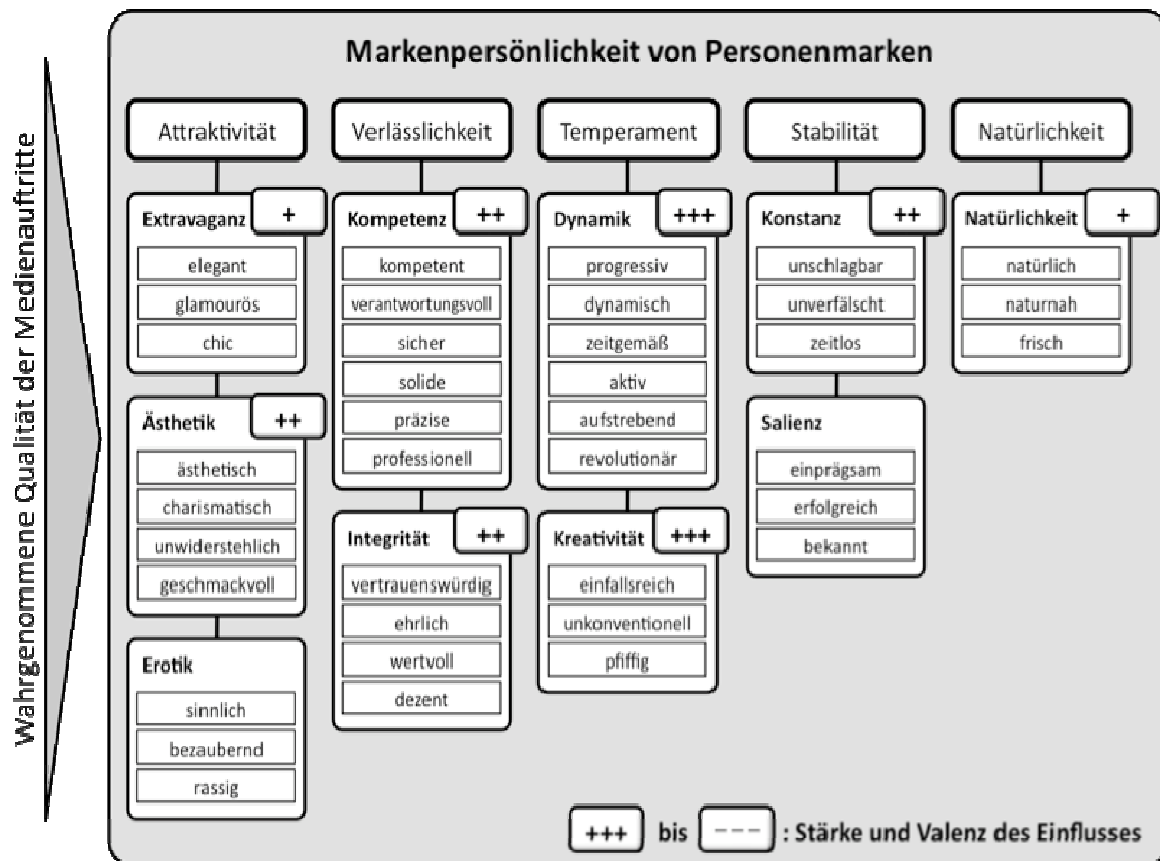 Wahrgenommene Qualität der Medienauftritte
Markenpersönlichkeit von Personenmarken
Attraktivität
Extravaganz +
elegant
glamourös
chic
Ästhetik ++
ästhetisch
charismatisch
unwiderstehlich
geschmackvoll
Erotik
sinnlich
bezaubernd
rassig
Verlässlichkeit
Kompetenz ++
kompetent
verantwortungsvoll
sicher
solide
präzise
professionell
Integrität ++
vertrauenswürdig
ehrlich
wertvoll
dezent
Temperament
Dynamik +++
progressiv
dynamisch
zeitgemäß
aktiv
aufstrebend
revolutionär
Kreativität +++
einfallsreich
unkonventionell
pfiffig
Stabilität
Konstanz ++
unschlagbar
unverfälscht
zeitlos
Salienz
einprägsam
erfolgreich
bekannt
Natürlichkeit
Natürlichkeit +
natürlich
naturnah
frisch
+++ bis --- : Stärke und Valenz des Einflusses